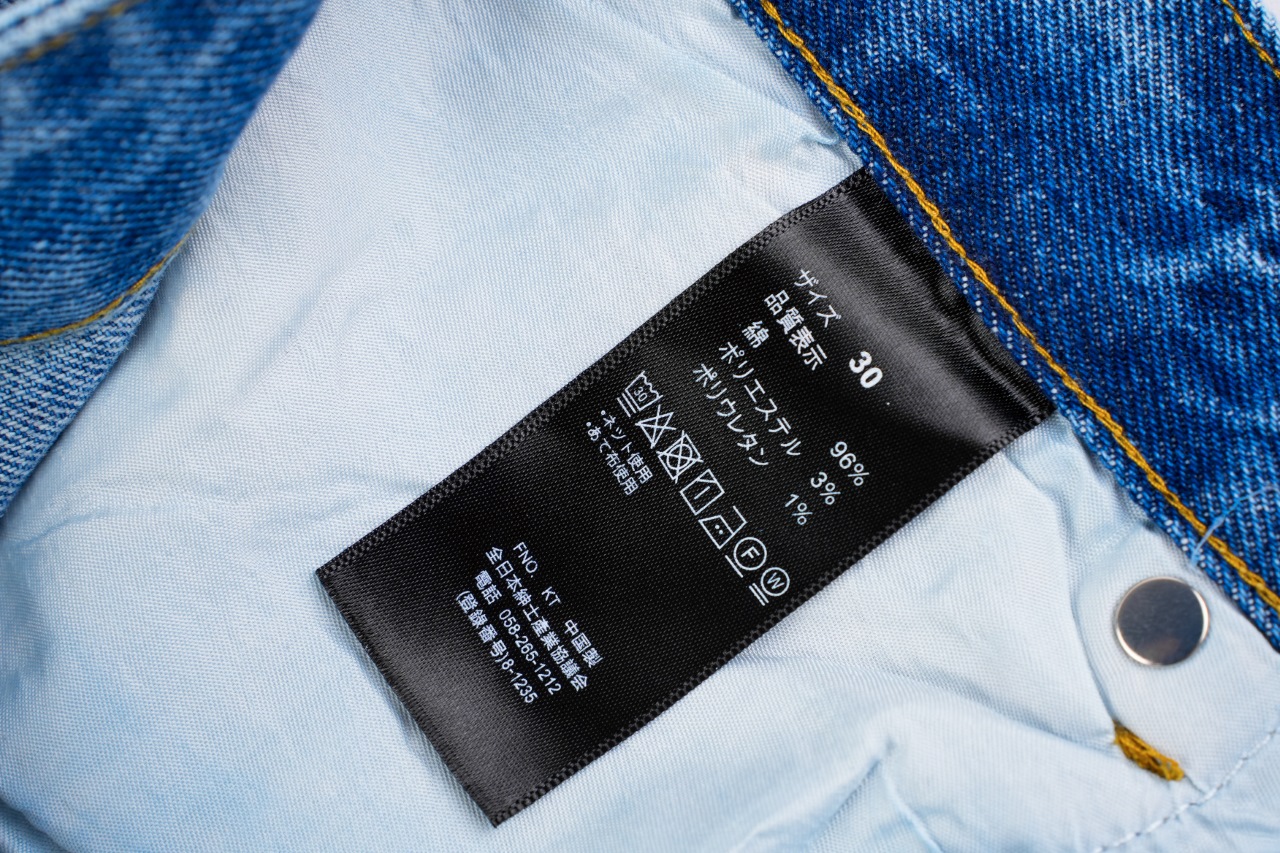 サイズ 30
品質表示
綿 96%
ポリエステル 3%
ポリウレタン 1%
30 F W
•ネット使用
•あて布使用
FNO. KT 中国製
全日本紳士産業協議会
電話 058-265-1212
(登録番号)8-1235